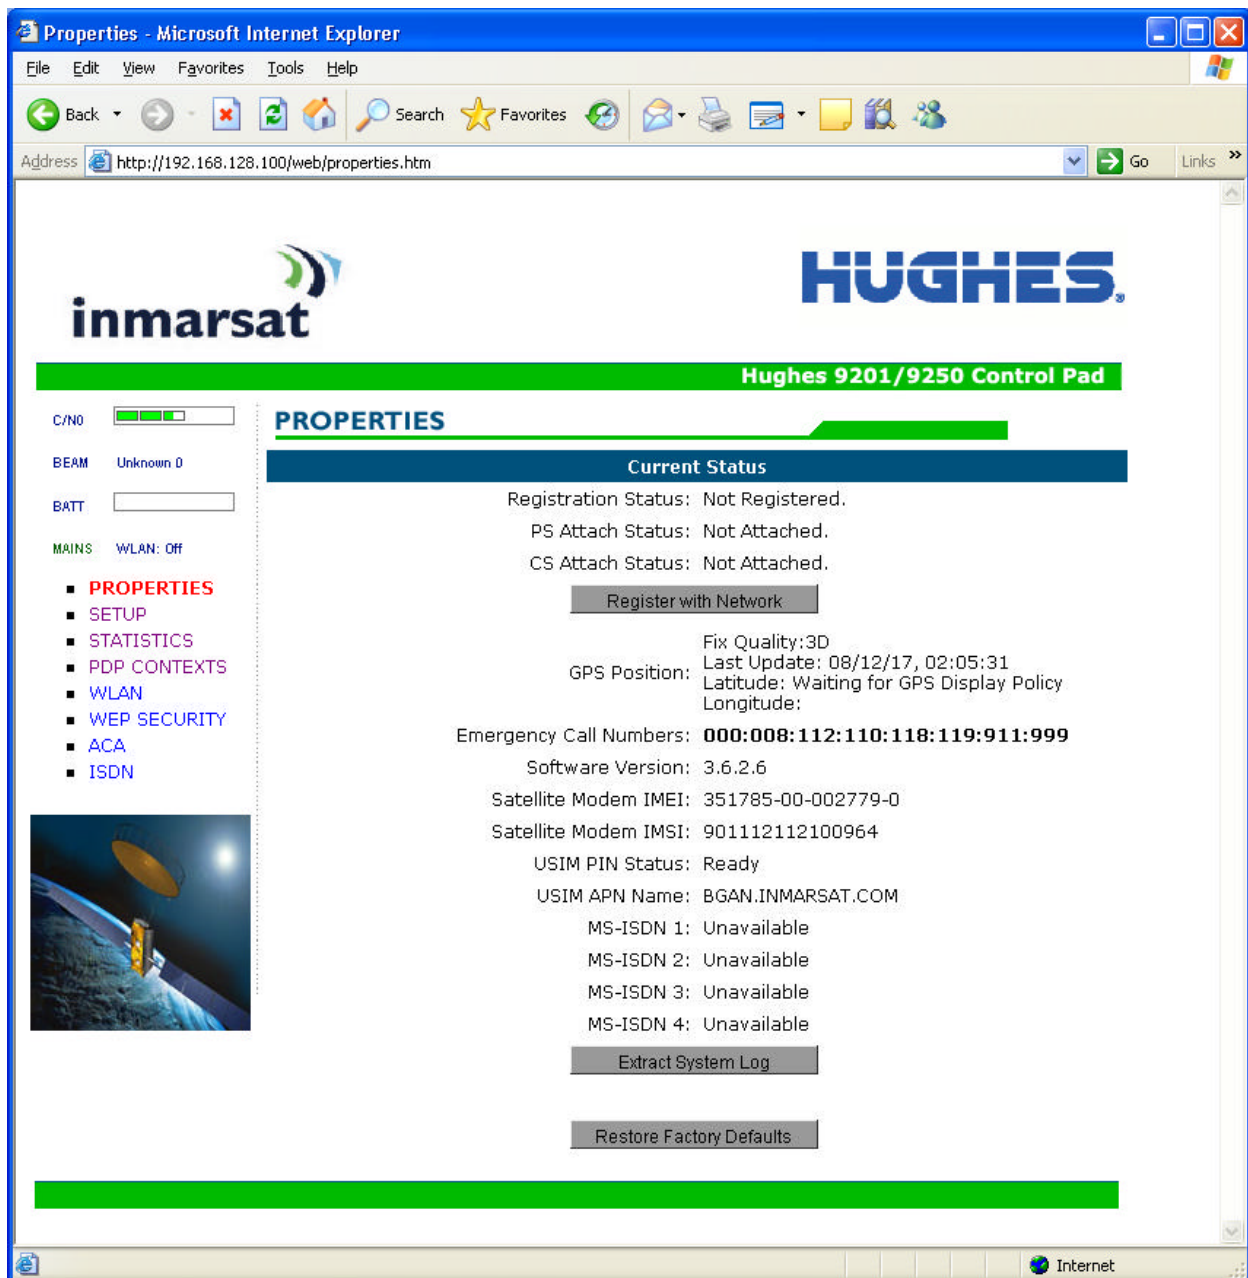 Properties - Microsoft Internet Explorer
File Edit View Favorites Tools Help
Back Search Favorites
Address http://192.168.128.100/web/properties.htm Go Links »
inmarsat
HUGHES®
Hughes 9201/9250 Control Pad
C/N0
BEAM Unknown 0
BATT
MAINS WLAN: Off
PROPERTIES
SETUP
STATISTICS
PDP CONTEXTS
WLAN
WEP SECURITY
ACA
ISDN
PROPERTIES
Current Status
Registration Status: Not Registered.
PS Attach Status: Not Attached.
CS Attach Status: Not Attached.
Register with Network
GPS Position: Fix Quality:3D
Last Update: 08/12/17, 02:05:31
Latitude: Waiting for GPS Display Policy
Longitude:
Emergency Call Numbers: 000:008:112:110:118:119:911:999
Software Version: 3.6.2.6
Satellite Modem IMEI: 351785-00-002779-0
Satellite Modem IMSI: 901112112100964
USIM PIN Status: Ready
USIM APN Name: BGAN.INMARSAT.COM
MS-ISDN 1: Unavailable
MS-ISDN 2: Unavailable
MS-ISDN 3: Unavailable
MS-ISDN 4: Unavailable
Extract System Log
Restore Factory Defaults
Internet